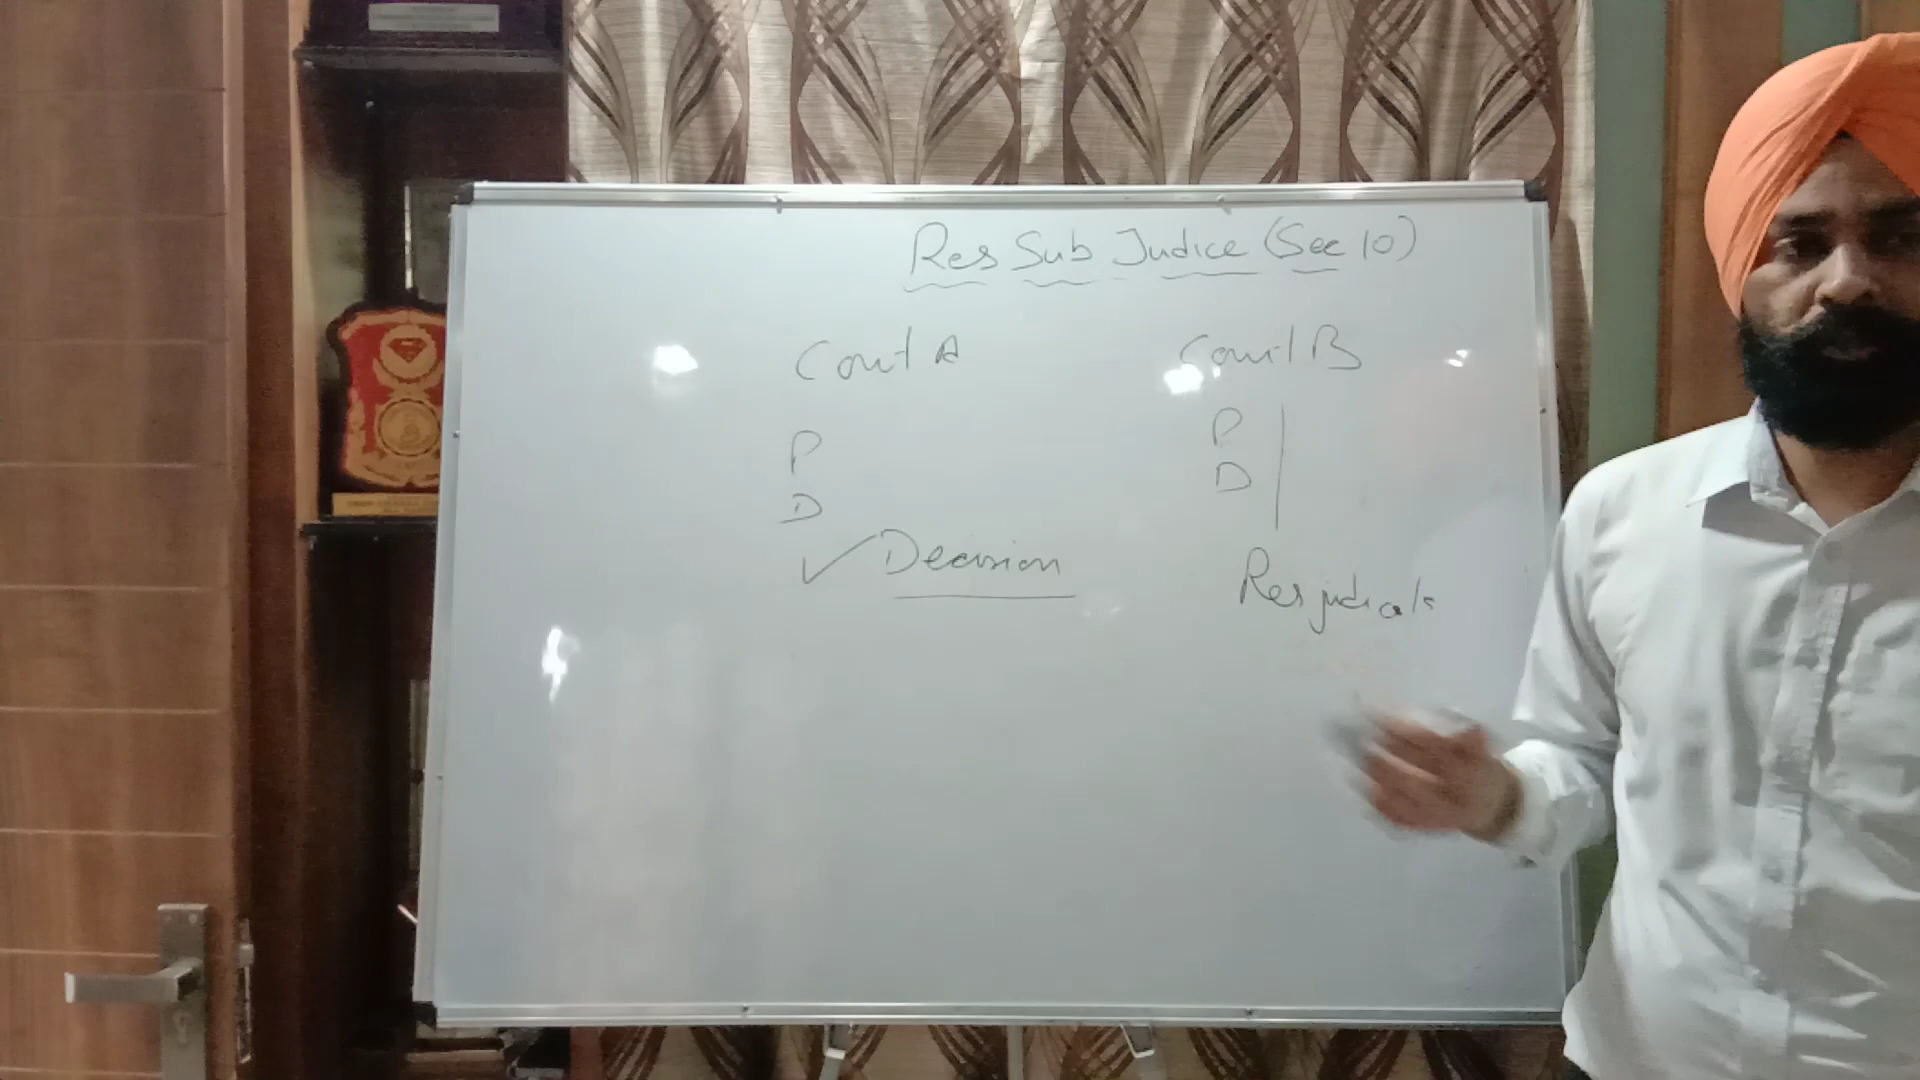 Res Sub Judice (Sec 10)
Court A
Court B
P
D
P
D
✓ Decision
Res judicata